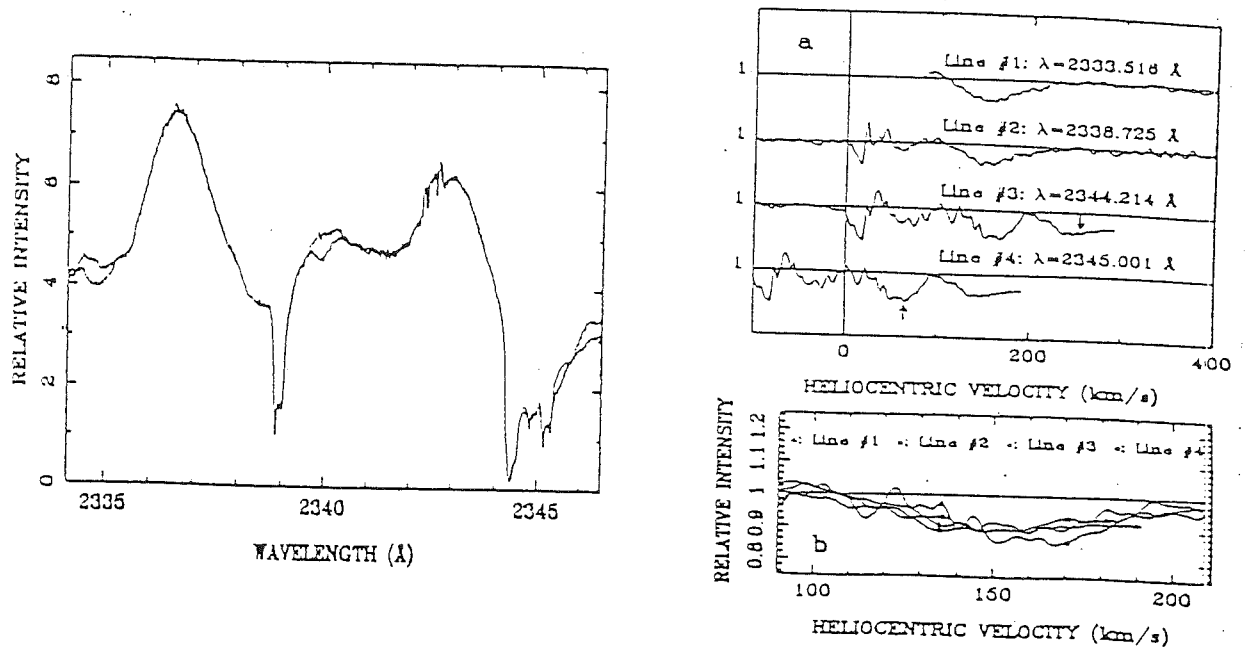 RELATIVE INTENSITY
8
6
4
2
0
2335
2340
2345
WAVELENGTH (Å)
a
1
Line #1: λ=2333.516 Å
1
Line #2: λ=2338.725 Å
1
Line #3: λ=2344.214 Å
1
Line #4: λ=2345.001 Å
0
200
400
HELIOCENTRIC VELOCITY (km/s)
RELATIVE INTENSITY
0.8 0.9 1 1.1 1.2
Line #1 Line #2 Line #3 Line #4
b
100
150
200
HELIOCENTRIC VELOCITY (km/s)